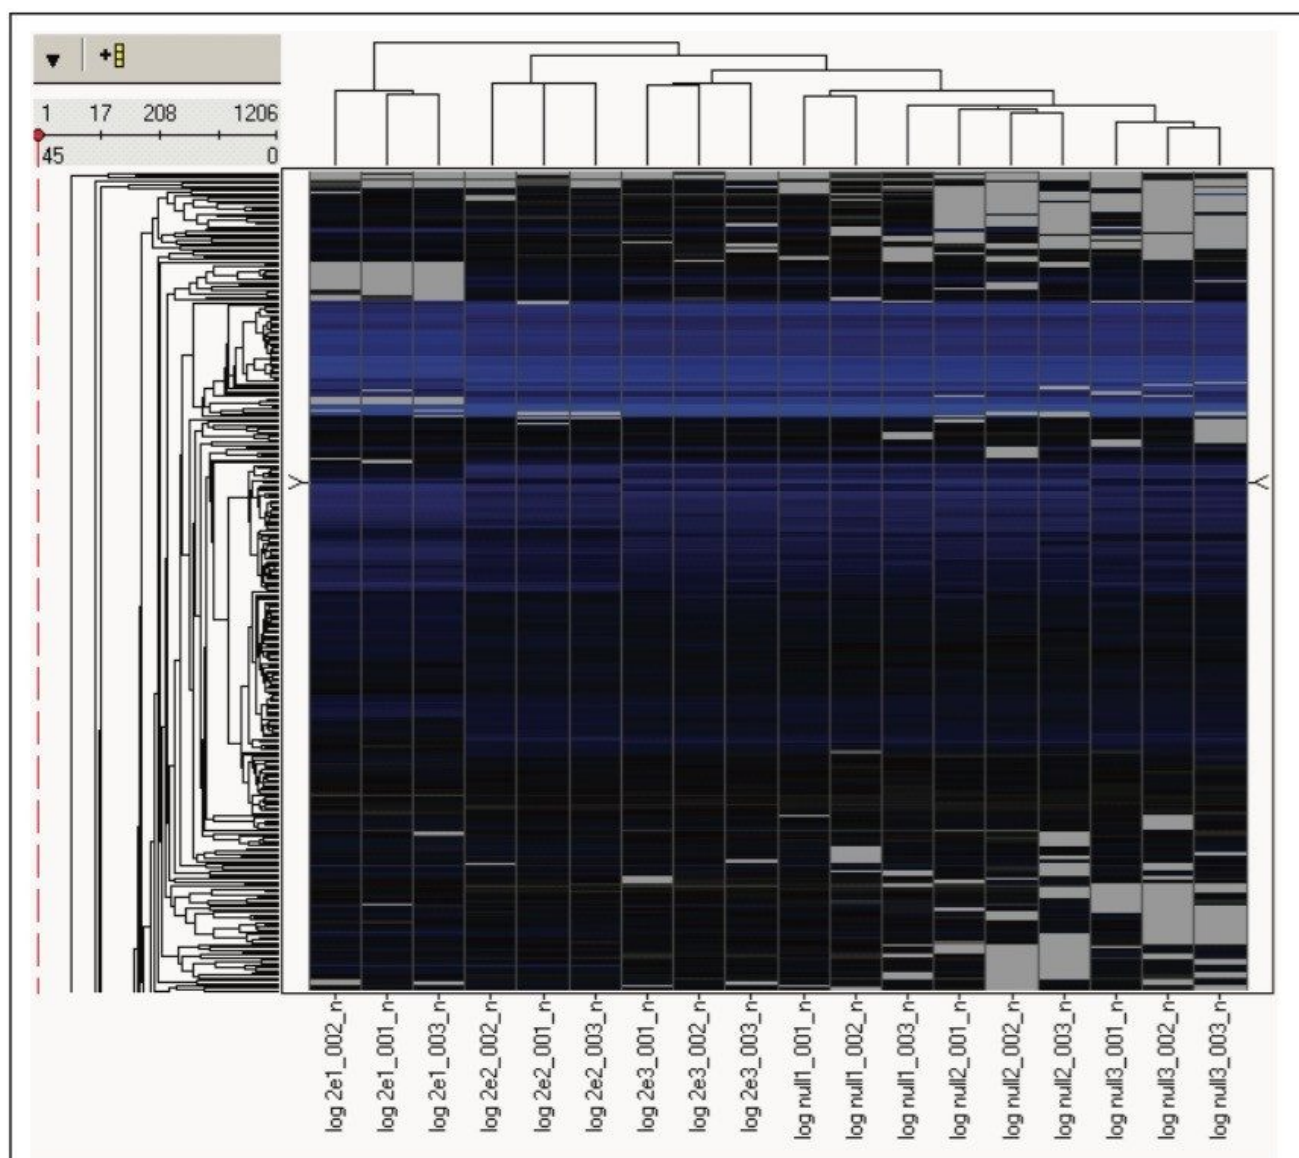 1 17 208 1206
45 0
log 2e1_002_n
log 2e1_001_n
log 2e1_003_n
log 2e2_002_n
log 2e2_001_n
log 2e2_003_n
log 2e3_001_n
log 2e3_002_n
log 2e3_003_n
log null1_001_n
log null1_002_n
log null1_003_n
log null2_001_n
log null2_002_n
log null2_003_n
log null3_001_n
log null3_002_n
log null3_003_n